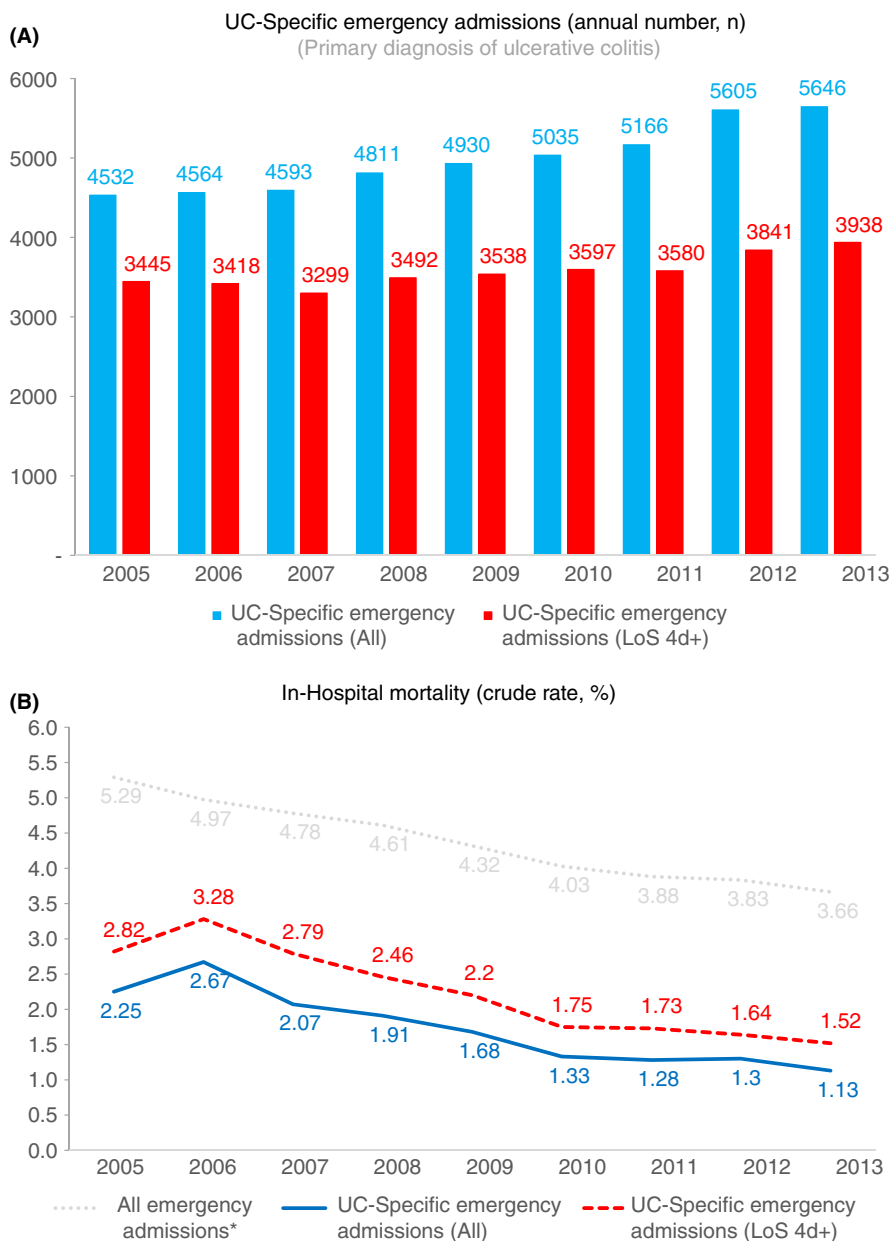 (A)
UC-Specific emergency admissions (annual number, n)
(Primary diagnosis of ulcerative colitis)
6000
5000
4000
3000
2000
1000
-
4532 4564 4593 4811 4930 5035 5166 5605 5646
3445 3418 3299 3492 3538 3597 3580 3841 3938
2005 2006 2007 2008 2009 2010 2011 2012 2013
UC-Specific emergency
admissions (All)
UC-Specific emergency
admissions (LoS 4d+)
(B)
In-Hospital mortality (crude rate, %)
6.0
5.5
5.0
4.5
4.0
3.5
3.0
2.5
2.0
1.5
1.0
0.5
0.0
5.29 4.97 4.78 4.61 4.32 4.03 3.88 3.83 3.66
2.82 3.28 2.79 2.46 2.2 1.75 1.73 1.64 1.52
2.25 2.67 2.07 1.91 1.68 1.33 1.28 1.3 1.13
2005 2006 2007 2008 2009 2010 2011 2012 2013
All emergency
admissions*
UC-Specific emergency
admissions (All)
UC-Specific emergency
admissions (LoS 4d+)